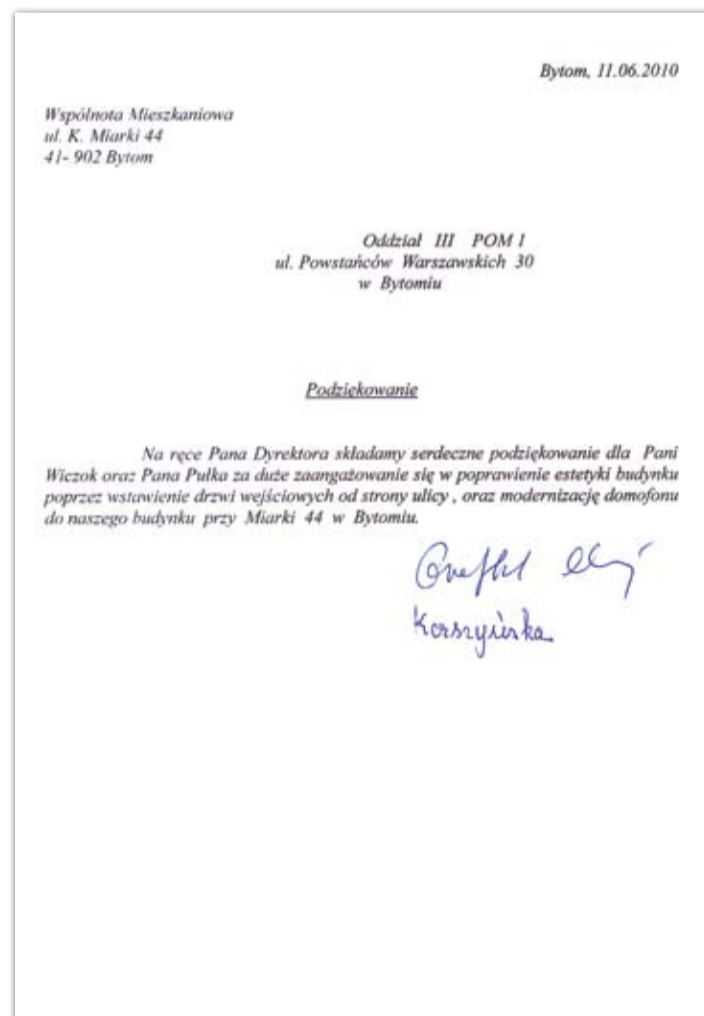 Bytom, 11.06.2010
Wspólnota Mieszkaniowa
ul. K. Miarki 44
41- 902 Bytom
Oddział III POM 1
ul. Powstańców Warszawskich 30
w Bytomiu
Podziękowanie
Na ręce Pana Dyrektora składamy serdeczne podziękowanie dla Pani
Wiczok oraz Pana Pulka za duże zaangażowanie się w poprawienie estetyki budynku
poprzez wstawienie drzwi wejściowych od strony ulicy , oraz modernizację domofonu
do naszego budynku przy Miarki 44 w Bytomiu.